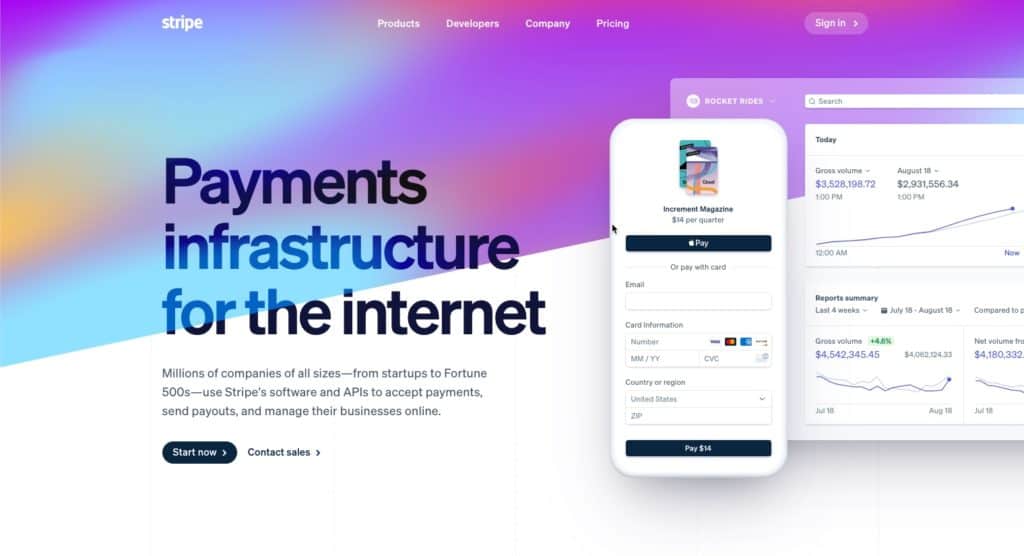 stripe
Products Developers Company Pricing
Sign in
Payments
infrastructure
for the internet
Millions of companies of all sizes—from startups to Fortune
500s—use Stripe's software and APIs to accept payments,
send payouts, and manage their businesses online.
Start now
Contact sales
Cloud
Increment Magazine
$14 per quarter
Pay
Or pay with card
Email
Card Information
Number
VISA
MM / YY
CVC
Country or region
United States
ZIP
Pay $14
ROCKET RIDES
Search
Today
Gross volume August 18
$3,528,198.72 $2,931,556.34
1:00 PM 1:00 PM
12:00 AM Now
Reports summary
Last 4 weeks July 18 - August 18 Compared to p
Gross volume +4.6% Net volume fro
$4,542,345.45 $4,082,124.33 $4,180,332.
Jul 18 Aug 18 Jul 18